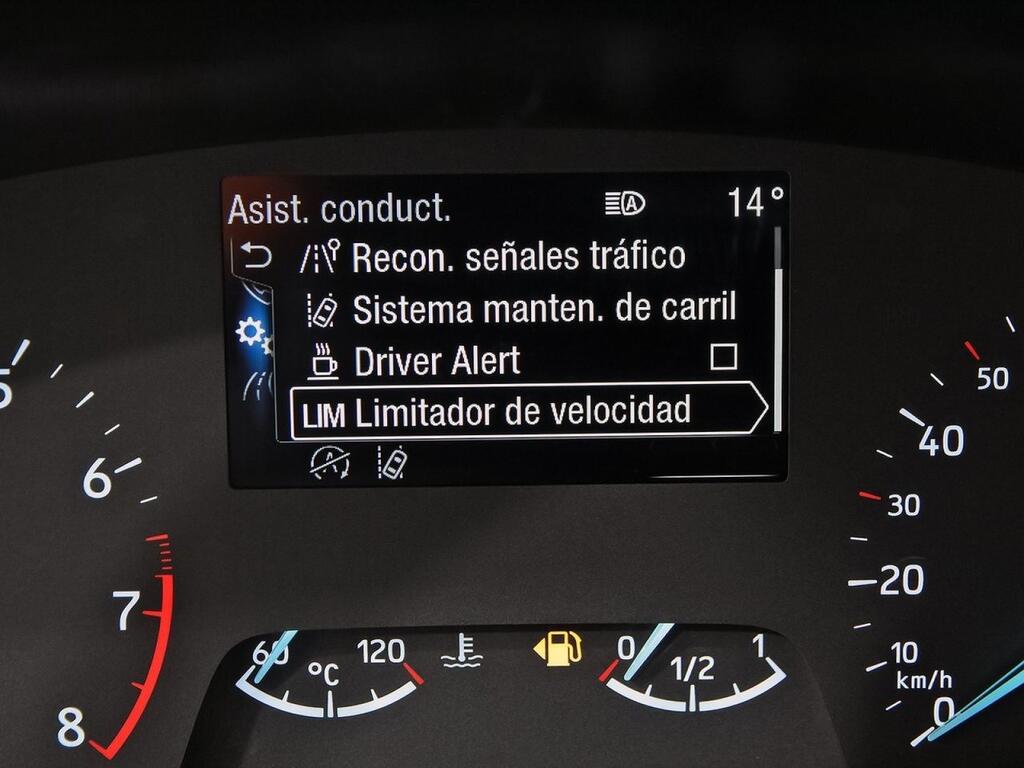 Asist. conduct. A 14°
Recon. señales tráfico
Sistema manten. de carril
Driver Alert
LIM Limitador de velocidad
A
5
6
7
8
60 °C 120
0 1/2 1
50
40
30
20
10
km/h
0